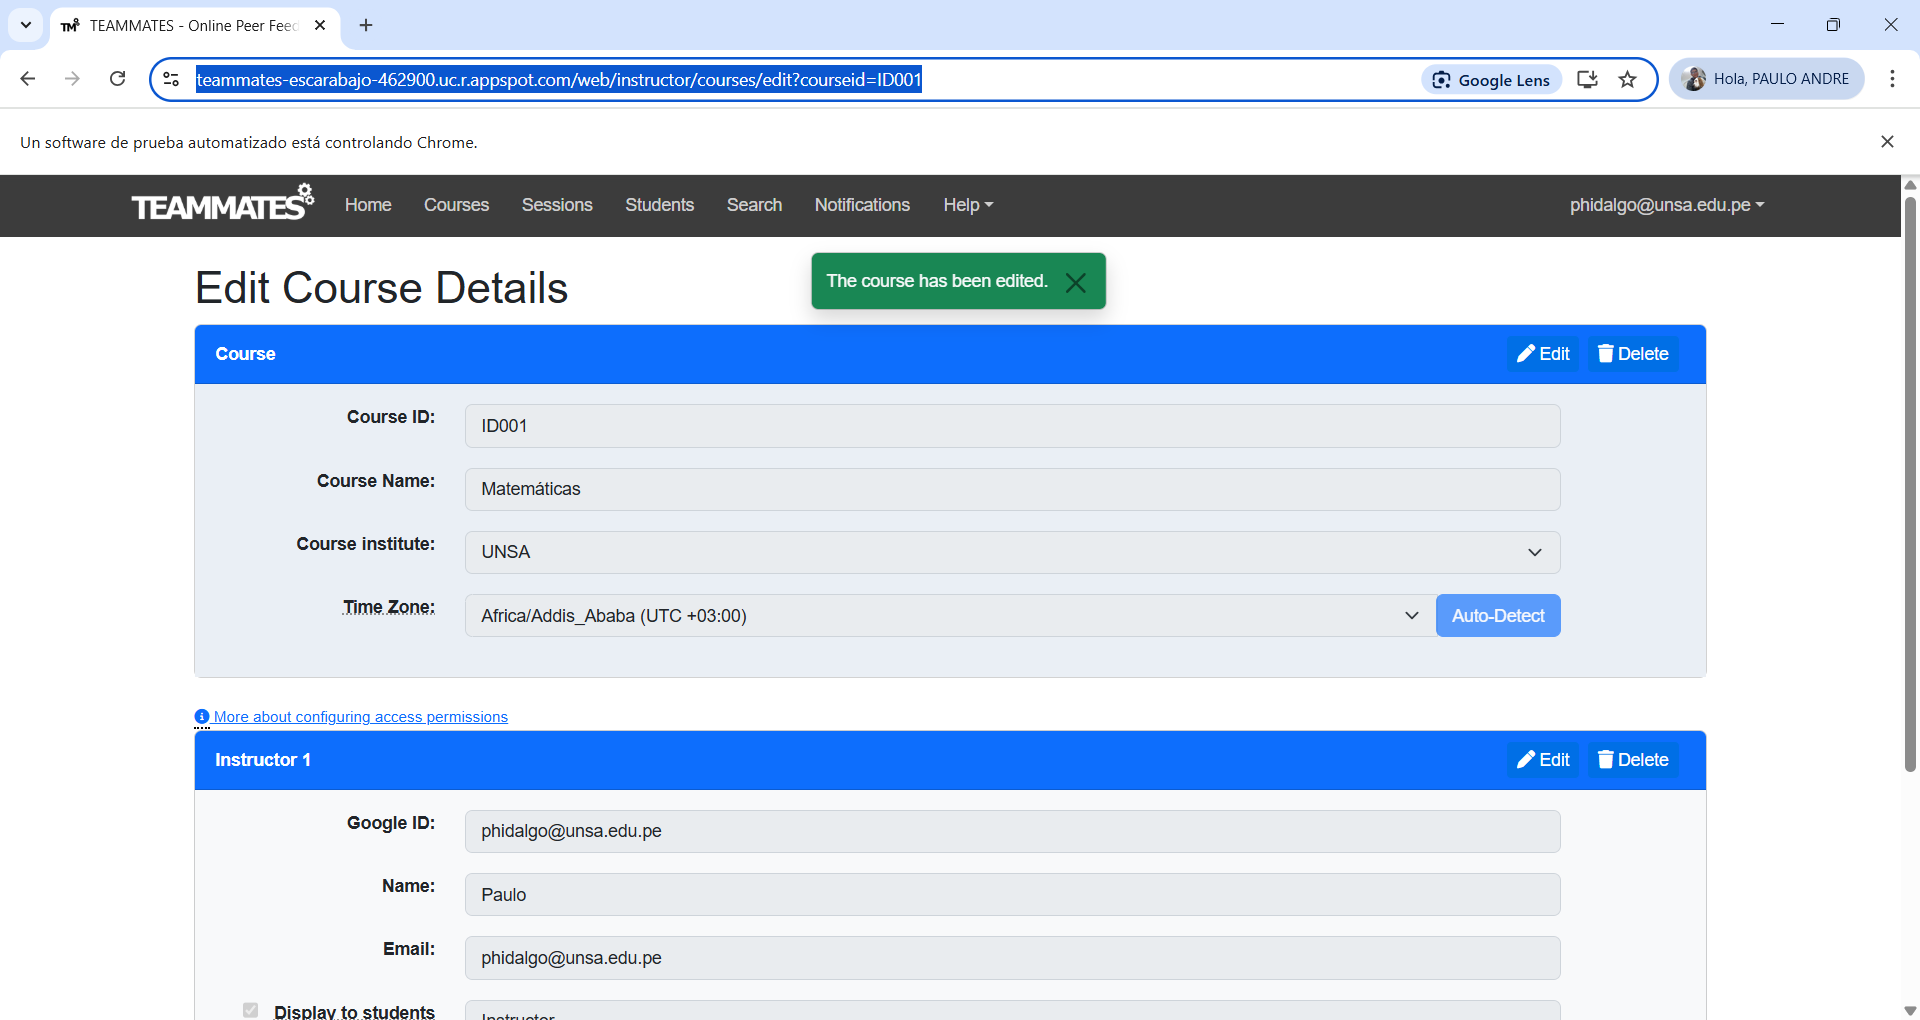 TEAMMATES - Online Peer Feed
teammates-escarabajo-462900.uc.r.appspot.com/web/instructor/courses/edit?courseid=ID001
Google Lens
Hola, PAULO ANDRE
Un software de prueba automatizado está controlando Chrome.
TEAMMATES
Home
Courses
Sessions
Students
Search
Notifications
Help
phidalgo@unsa.edu.pe
The course has been edited.
Edit Course Details
Course
Edit
Delete
Course ID:
ID001
Course Name:
Matemáticas
Course institute:
UNSA
Time Zone:
Africa/Addis_Ababa (UTC +03:00)
Auto-Detect
More about configuring access permissions
Instructor 1
Edit
Delete
Google ID:
phidalgo@unsa.edu.pe
Name:
Paulo
Email:
phidalgo@unsa.edu.pe
Display to students
Instructor